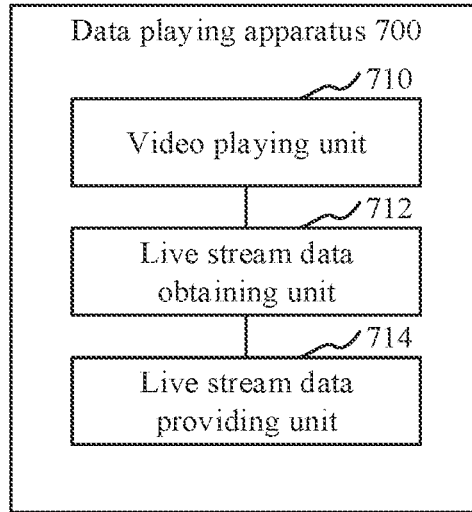 Data playing apparatus 700
710
Video playing unit
712
Live stream data
obtaining unit
714
Live stream data
providing unit